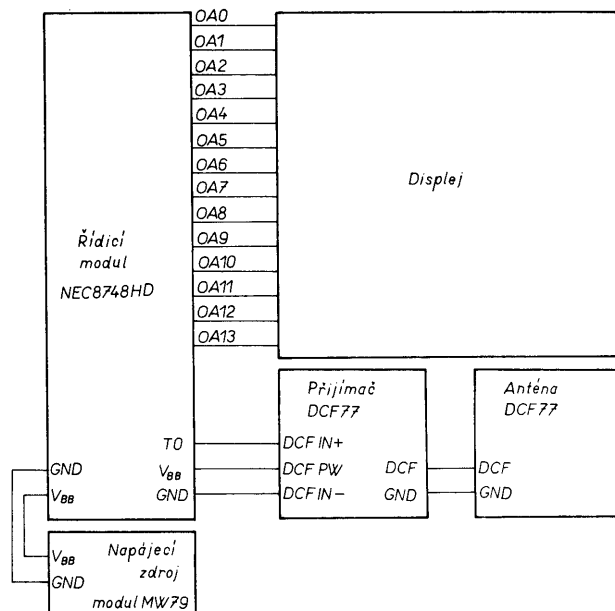 OA0
OA1
OA2
OA3
OA4
OA5
OA6
OA7
OA8
OA9
OA10
OA11
OA12
OA13
Displej
Řídicí
modul
NEC8748HD
T0
V_BB
GND
GND
V_BB
Přijímač
DCF77
DCF IN+
DCF PW
DCF IN-
DCF
GND
Anténa
DCF77
DCF
GND
V_BB
GND
Napájecí
zdroj
modul MW79